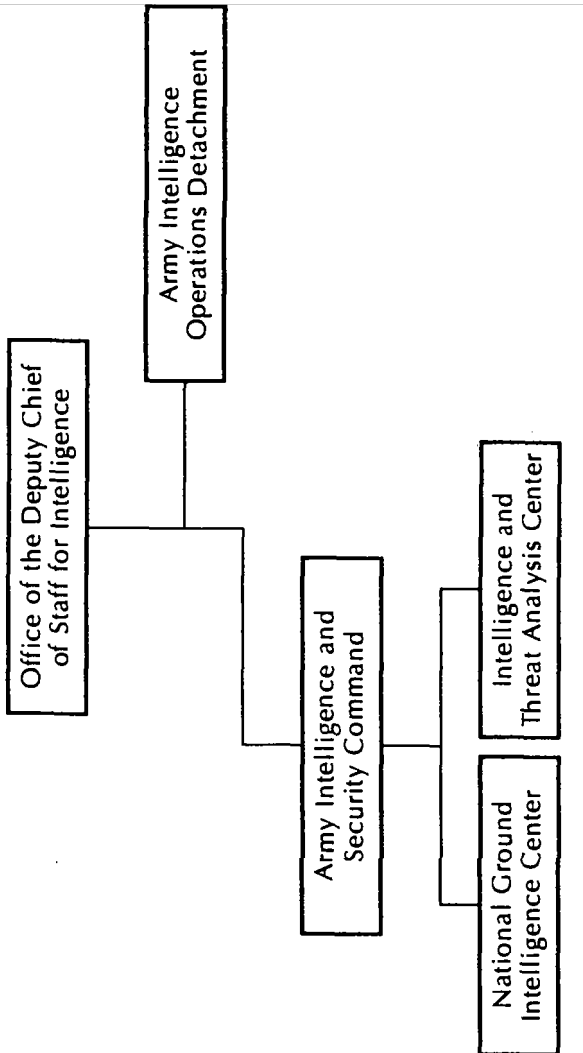 Office of the Deputy Chief
of Staff for Intelligence
Army Intelligence
Operations Detachment
Army Intelligence and
Security Command
National Ground
Intelligence Center
Intelligence and
Threat Analysis Center